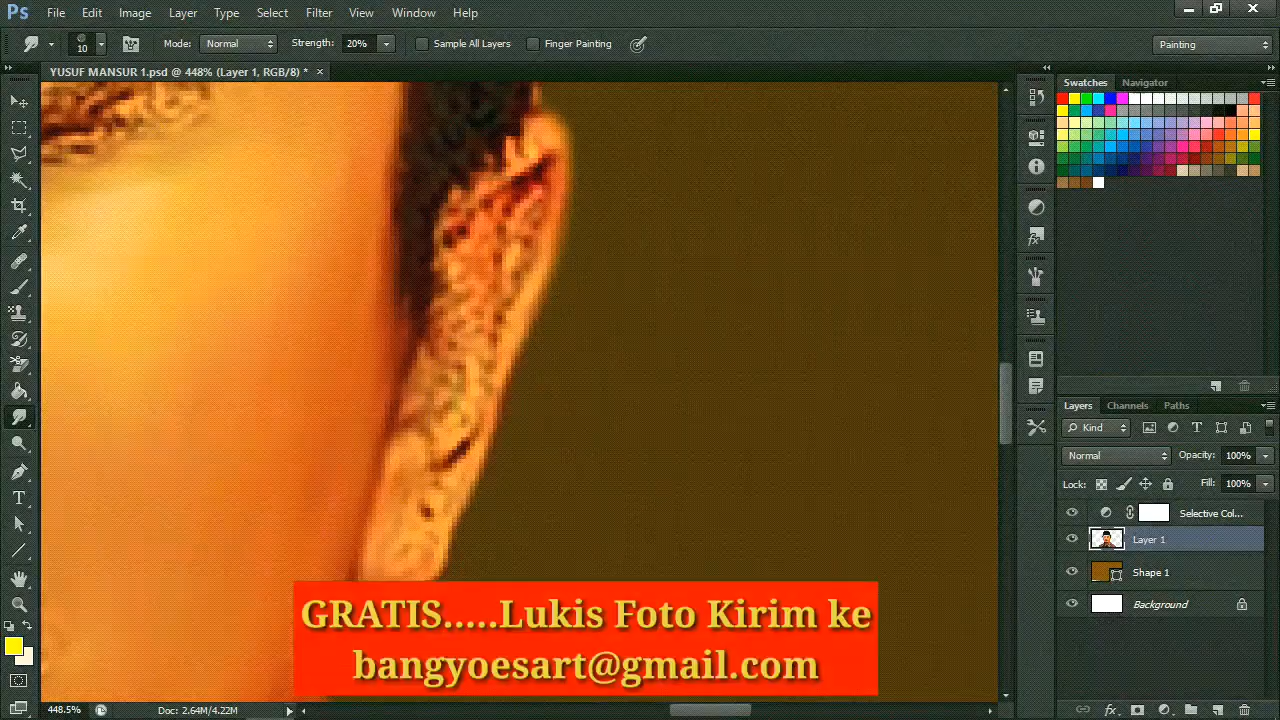 Ps File Edit Image Layer Type Select Filter View Window Help
10 Mode: Normal Strength: 20% Sample All Layers Finger Painting Painting
YUSUF MANSUR 1.psd @ 448% (Layer 1, RGB/8) * ×
Swatches Navigator
Layers Channels Paths
Kind
Normal Opacity: 100%
Lock: Fill: 100%
Selective Col...
Layer 1
Shape 1
Background
GRATIS.....Lukis Foto Kirim ke
bangyoesart@gmail.com
448.5% Doc: 2.64M/4.22M